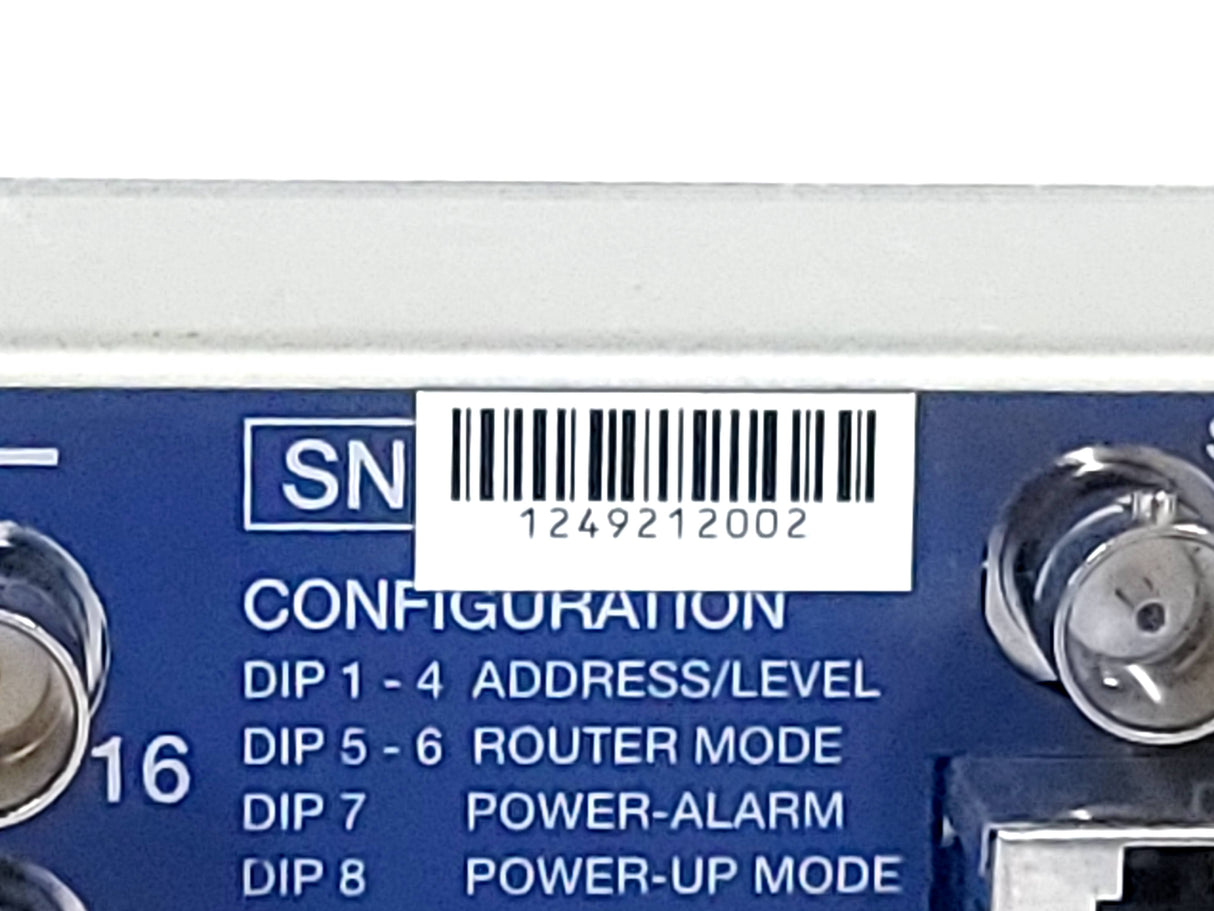 SN
1249212002
CONFIGURATION
DIP 1 - 4 ADDRESS/LEVEL
DIP 5 - 6 ROUTER MODE
16
DIP 7 POWER-ALARM
DIP 8 POWER-UP MODE